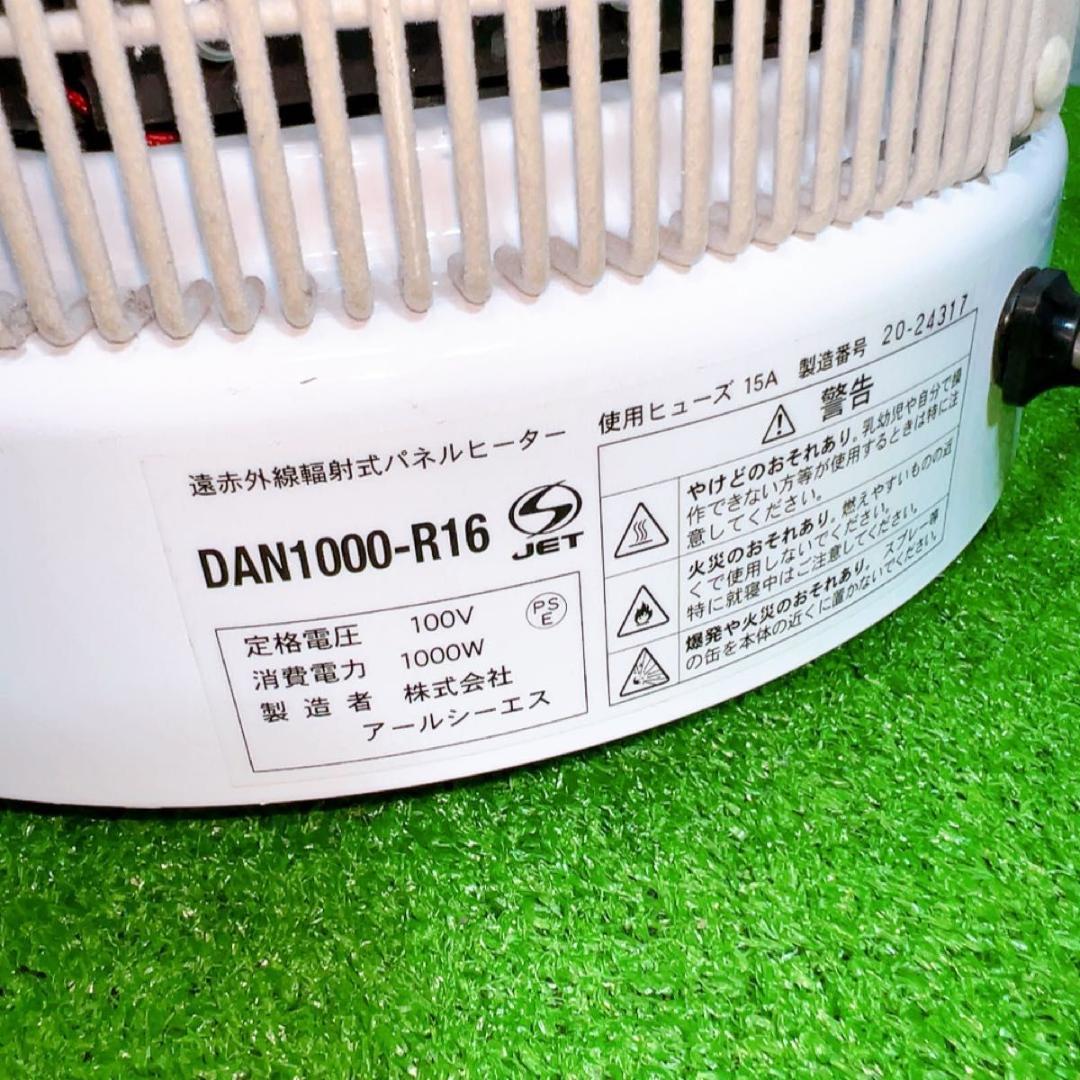 遠赤外線輻射式パネルヒーター
DAN1000-R16
JET
定格電圧 100V
PS
E
消費電力 1000W
製造者 株式会社
アールシーエス
使用ヒューズ 15A 製造番号 20-24317
警告
やけどのおそれあり。乳幼児や自分で操
作できない方等が使用するときは特に注
意してください。
火災のおそれあり。燃えやすいものの近
くで使用しないでください。
特に就寝中はご注意してください。
爆発や火災のおそれあり。 スプレー等
の缶を本体の近くに置かないでください。